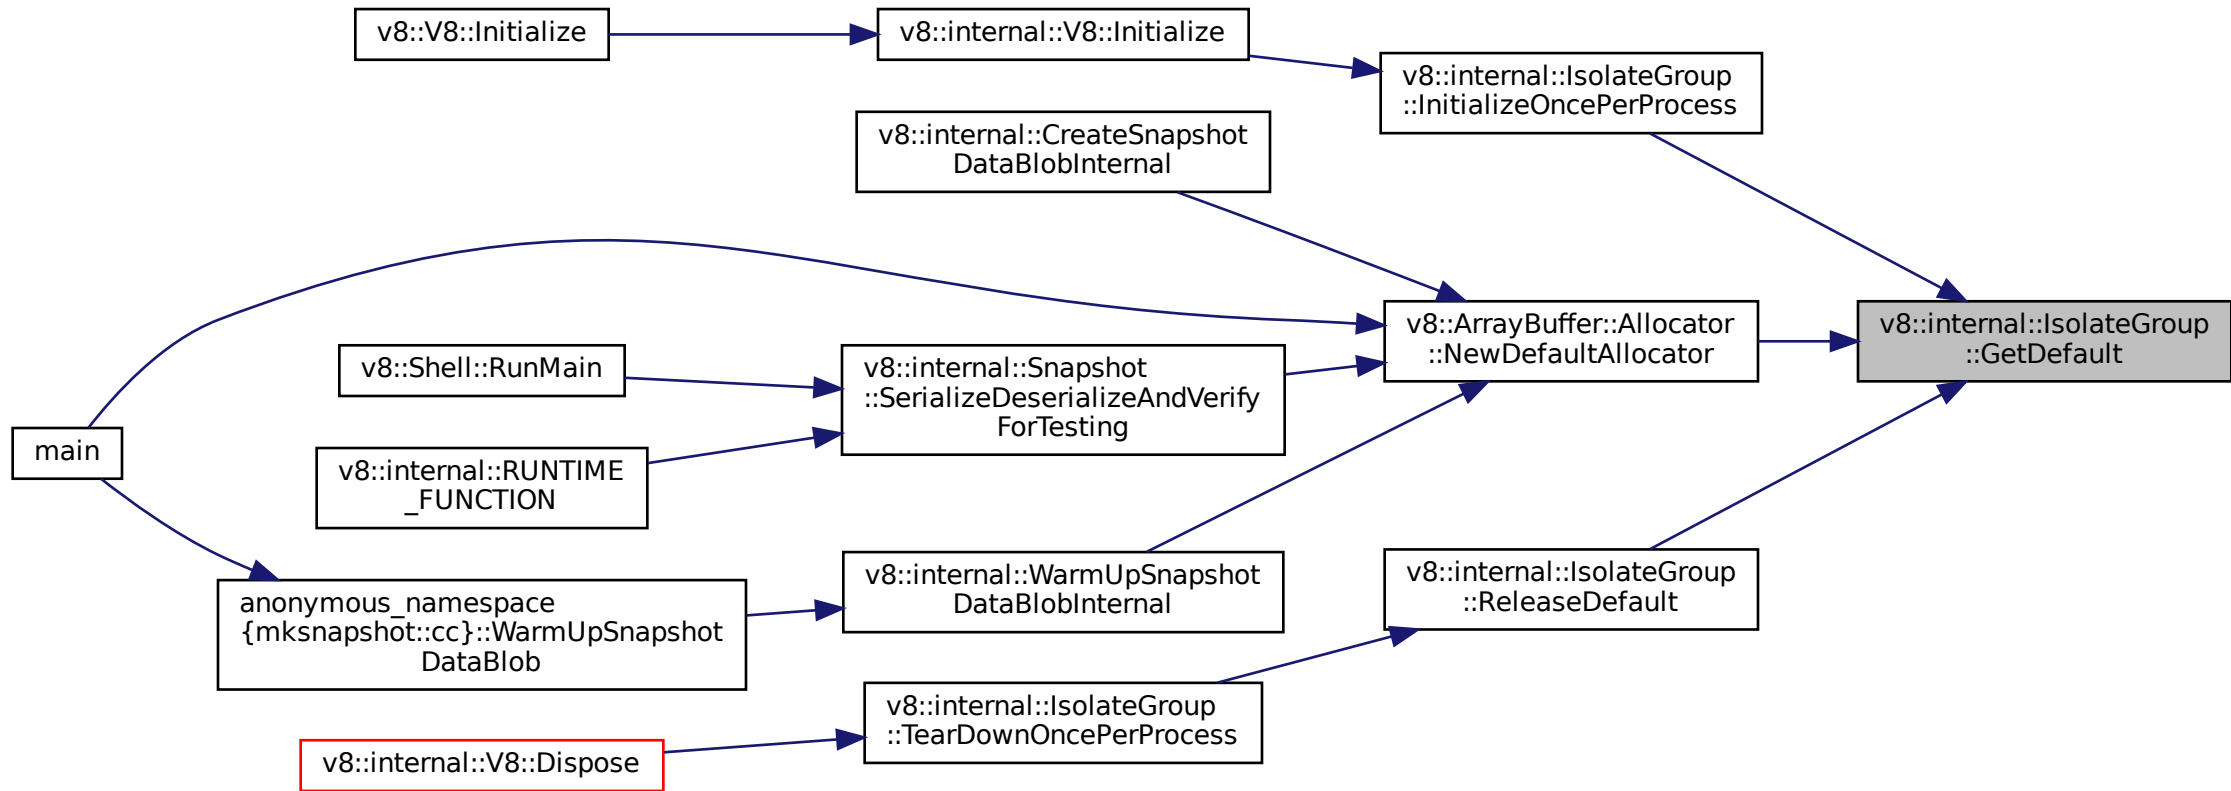 v8::V8::Initialize
v8::internal::V8::Initialize
v8::internal::IsolateGroup
::InitializeOncePerProcess
v8::internal::CreateSnapshot
DataBlobInternal
v8::ArrayBuffer::Allocator
::NewDefaultAllocator
v8::internal::IsolateGroup
::GetDefault
v8::Shell::RunMain
v8::internal::Snapshot
::SerializeDeserializeAndVerify
ForTesting
main
v8::internal::RUNTIME
_FUNCTION
v8::internal::WarmUpSnapshot
DataBlobInternal
v8::internal::IsolateGroup
::ReleaseDefault
anonymous_namespace
{mksnapshot::cc}::WarmUpSnapshot
DataBlob
v8::internal::IsolateGroup
::TearDownOncePerProcess
v8::internal::V8::Dispose